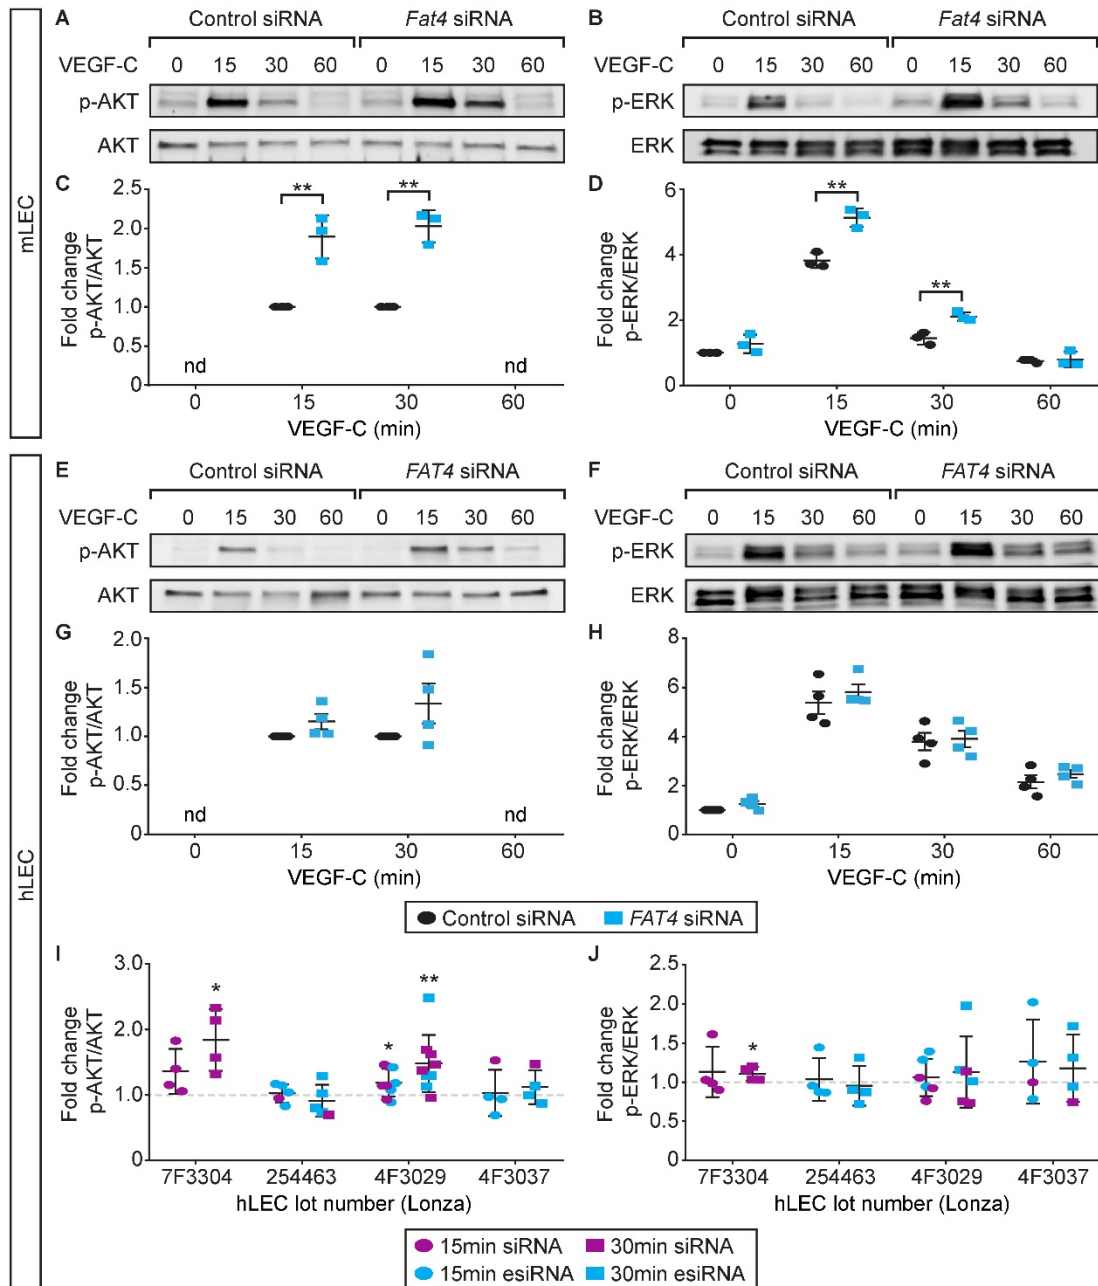 mLEC
A
Control siRNA Fat4 siRNA
VEGF-C 0 15 30 60 0 15 30 60
p-AKT
AKT
B
Control siRNA Fat4 siRNA
VEGF-C 0 15 30 60 0 15 30 60
p-ERK
ERK
C
Fold change
p-AKT/AKT
2.5
2.0
1.5
1.0
0.5
0
** **
nd nd
0 15 30 60
VEGF-C (min)
D
Fold change
p-ERK/ERK
6
4
2
0
**
**
0 15 30 60
VEGF-C (min)
hLEC
E
Control siRNA FAT4 siRNA
VEGF-C 0 15 30 60 0 15 30 60
p-AKT
AKT
F
Control siRNA FAT4 siRNA
VEGF-C 0 15 30 60 0 15 30 60
p-ERK
ERK
G
Fold change
p-AKT/AKT
2.0
1.5
1.0
0.5
0
nd nd
0 15 30 60
VEGF-C (min)
H
Fold change
p-ERK/ERK
8
6
4
2
0
0 15 30 60
VEGF-C (min)
Control siRNA FAT4 siRNA
I
Fold change
p-AKT/AKT
3.0
2.0
1.0
0
* * **
7F3304 254463 4F3029 4F3037
hLEC lot number (Lonza)
J
Fold change
p-ERK/ERK
2.5
2.0
1.5
1.0
0.5
0
*
7F3304 254463 4F3029 4F3037
hLEC lot number (Lonza)
15min siRNA 30min siRNA
15min esiRNA 30min esiRNA